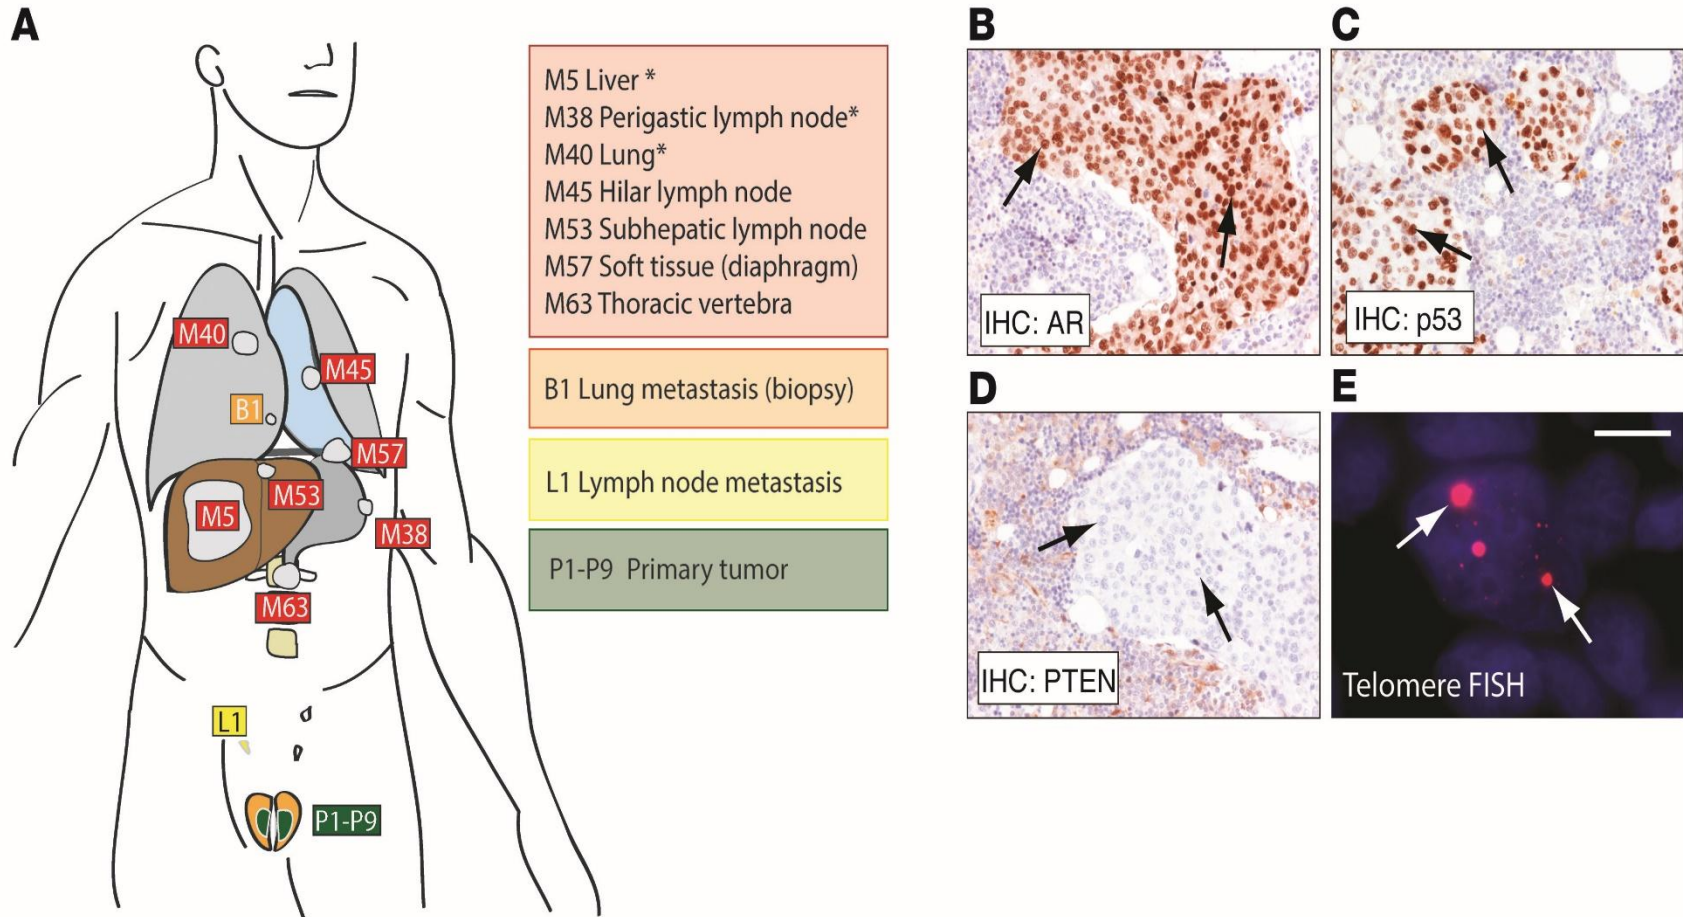 A
M5 Liver *
M38 Perigastic lymph node*
M40 Lung*
M45 Hilar lymph node
M53 Subhepatic lymph node
M57 Soft tissue (diaphragm)
M63 Thoracic vertebra
B1 Lung metastasis (biopsy)
L1 Lymph node metastasis
P1-P9 Primary tumor
M40
M45
B1
M57
M53
M5
M38
M63
L1
P1-P9
B
IHC: AR
C
IHC: p53
D
IHC: PTEN
E
Telomere FISH